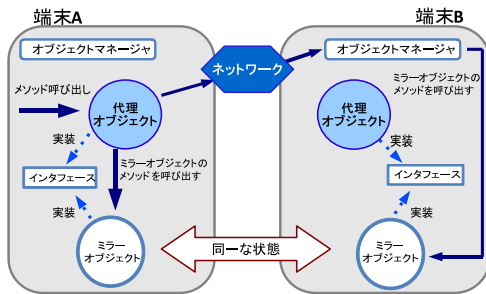 端末A
オブジェクトマネージャ
メソッド呼び出し
代理
オブジェクト
実装
ミラーオブジェクトの
メソッドを呼び出す
インタフェース
実装
ミラー
オブジェクト
ネットワーク
同一な状態
端末B
オブジェクトマネージャ
ミラーオブジェクトの
メソッドを呼び出す
代理
オブジェクト
実装
インタフェース
実装
ミラー
オブジェクト